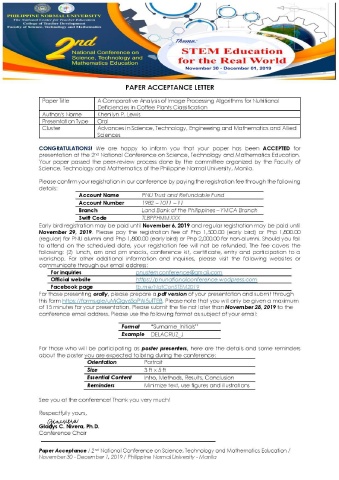 PHILIPPINE NORMAL UNIVERSITY
The National Center for Teacher Education
College of Teacher Development
Faculty of Science, Technology and Mathematics
2nd
National Conference on
Science, Technology and
Mathematics Education
Theme:
STEM Education
for the Real World
November 30 - December 01, 2019
PAPER ACCEPTANCE LETTER
Paper Title A Comparative Analysis of Image Processing Algorithms for Nutritional
Deficiencies in Coffee Plants Classification
Author/s Name P. Lewis
Presentation Type Oral
Cluster Advances in Science, Technology, Engineering and Mathematics and Allied
Sciences
CONGRATULATIONS! We are happy to inform you that your paper has been ACCEPTED for
presentation at the 2nd National Conference on Science, Technology and Mathematics Education.
Your paper passed the peer-review process done by the committee organized by the Faculty of
Science, Technology and Mathematics of the Philippine Normal University, Manila.
Please confirm your registration in our conference by paying the registration fee through the following
details:
Account Name PNU Trust and Refundable Fund
Account Number
Branch Land Bank of the Philippines – YMCA Branch
Swift Code
Early bird registration may be paid until November 6, 2019 and regular registration may be paid until
November 29, 2019. Please pay the registration fee of Php 1,500.00 (early bird) or Php 1,800.00
(regular) for PNU alumni and Php 1,800.00 (early bird) or Php 2,000.00 for non-alumni. Should you fail
to attend on the scheduled date, your registration fee will not be refunded. The fee covers the
following: (2) lunch, am and pm snacks, conference kit, certificate, entry and participation to a
workshop. For other additional information and inquiries, please visit the following websites or
communicate through our email address:
For inquiries
Official website
Facebook page
For those presenting orally, please prepare a pdf version of your presentation and submit through
this form Please note that you will only be given a maximum
of 15 minutes for your presentation. Please submit the file not later than November 28, 2019 to the
conference email address. Please use the following format as subject of your email:
Format "Surname_Initials"
Example DELACRUZ_J
For those who will be participating as poster presenters, here are the details and some reminders
about the poster you are expected to bring during the conference:
Orientation Portrait
Size 3 ft x 5 ft
Essential Content Intro, Methods, Results, Conclusion
Reminders Minimize text, use figures and illustrations
See you at the conference! Thank you very much!
Respectfully yours,
Gladys C. Nivera, Ph.D.
Conference Chair
Paper Acceptance / 2nd National Conference on Science, Technology and Mathematics Education /
November 30 - December 1, 2019 / Philippine Normal University - Manila